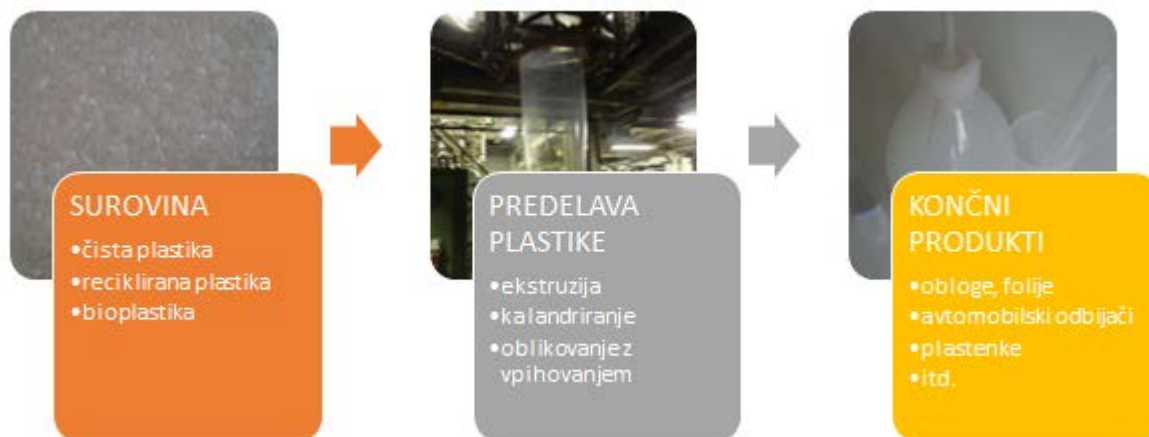 SUROVINA
•čista plastika
•reciklirana plastika
•bioplastika
PREDELAVA
PLASTIKE
•ekstruzija
•kalandriranje
•oblikovanje z
vpihovanjem
KONČNI
PRODUKTI
•obloge, folije
•avtomobilski odbijači
•plastenke
•itd.